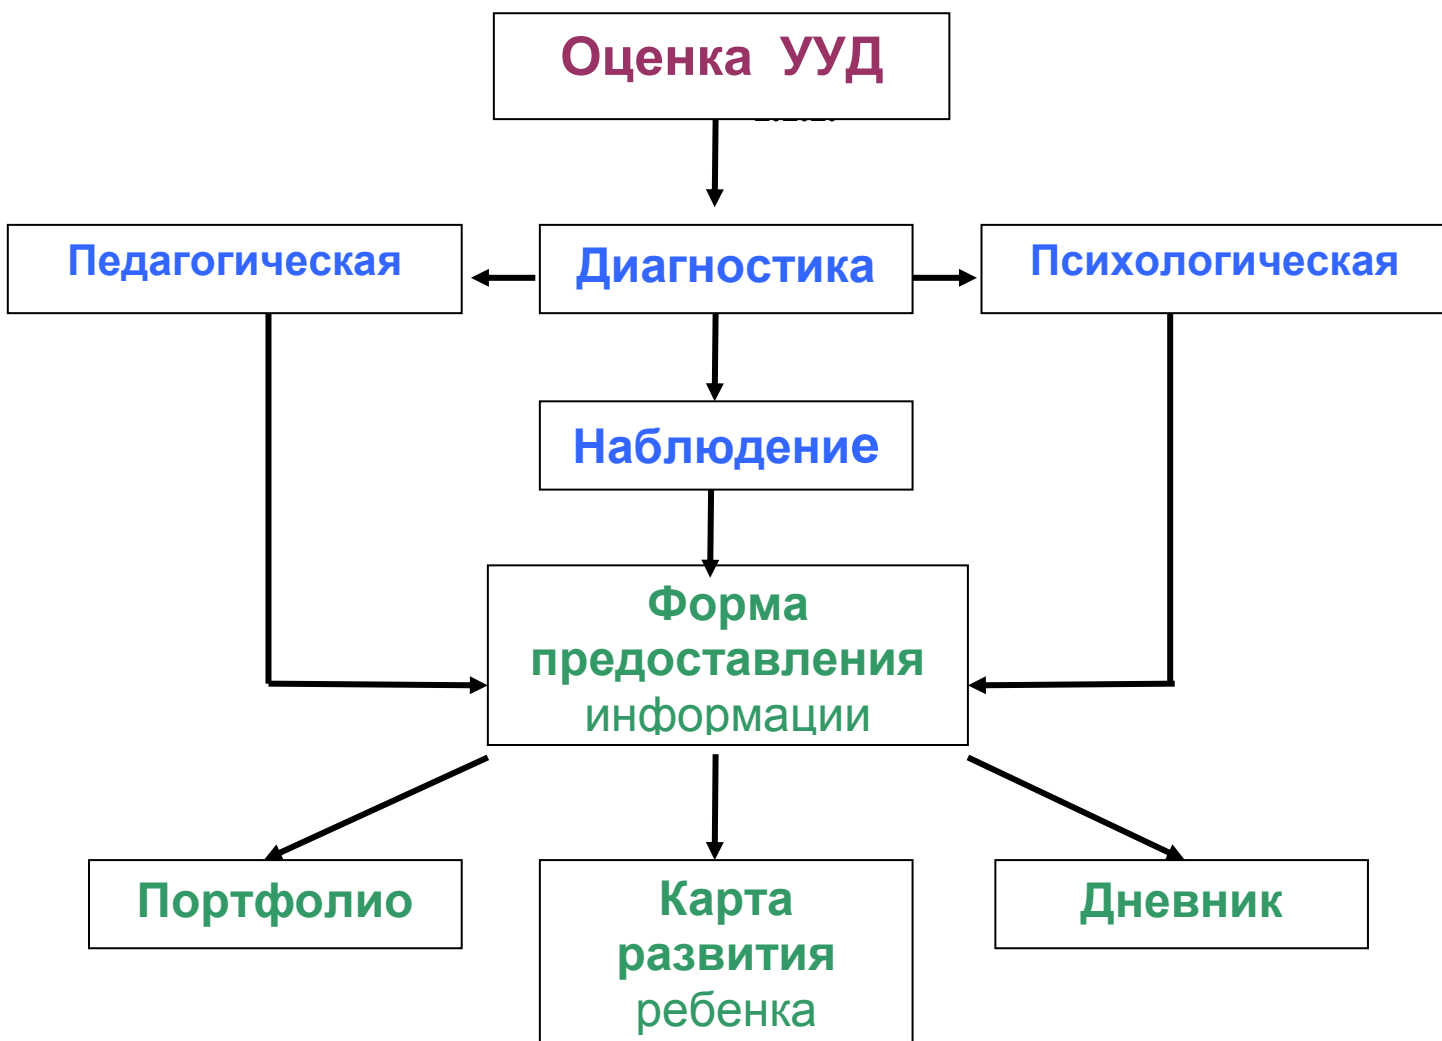 Оценка УУД
Педагогическая
Диагностика
Психологическая
Наблюдение
Форма
предоставления
информации
Портфолио
Карта
развития
ребенка
Дневник